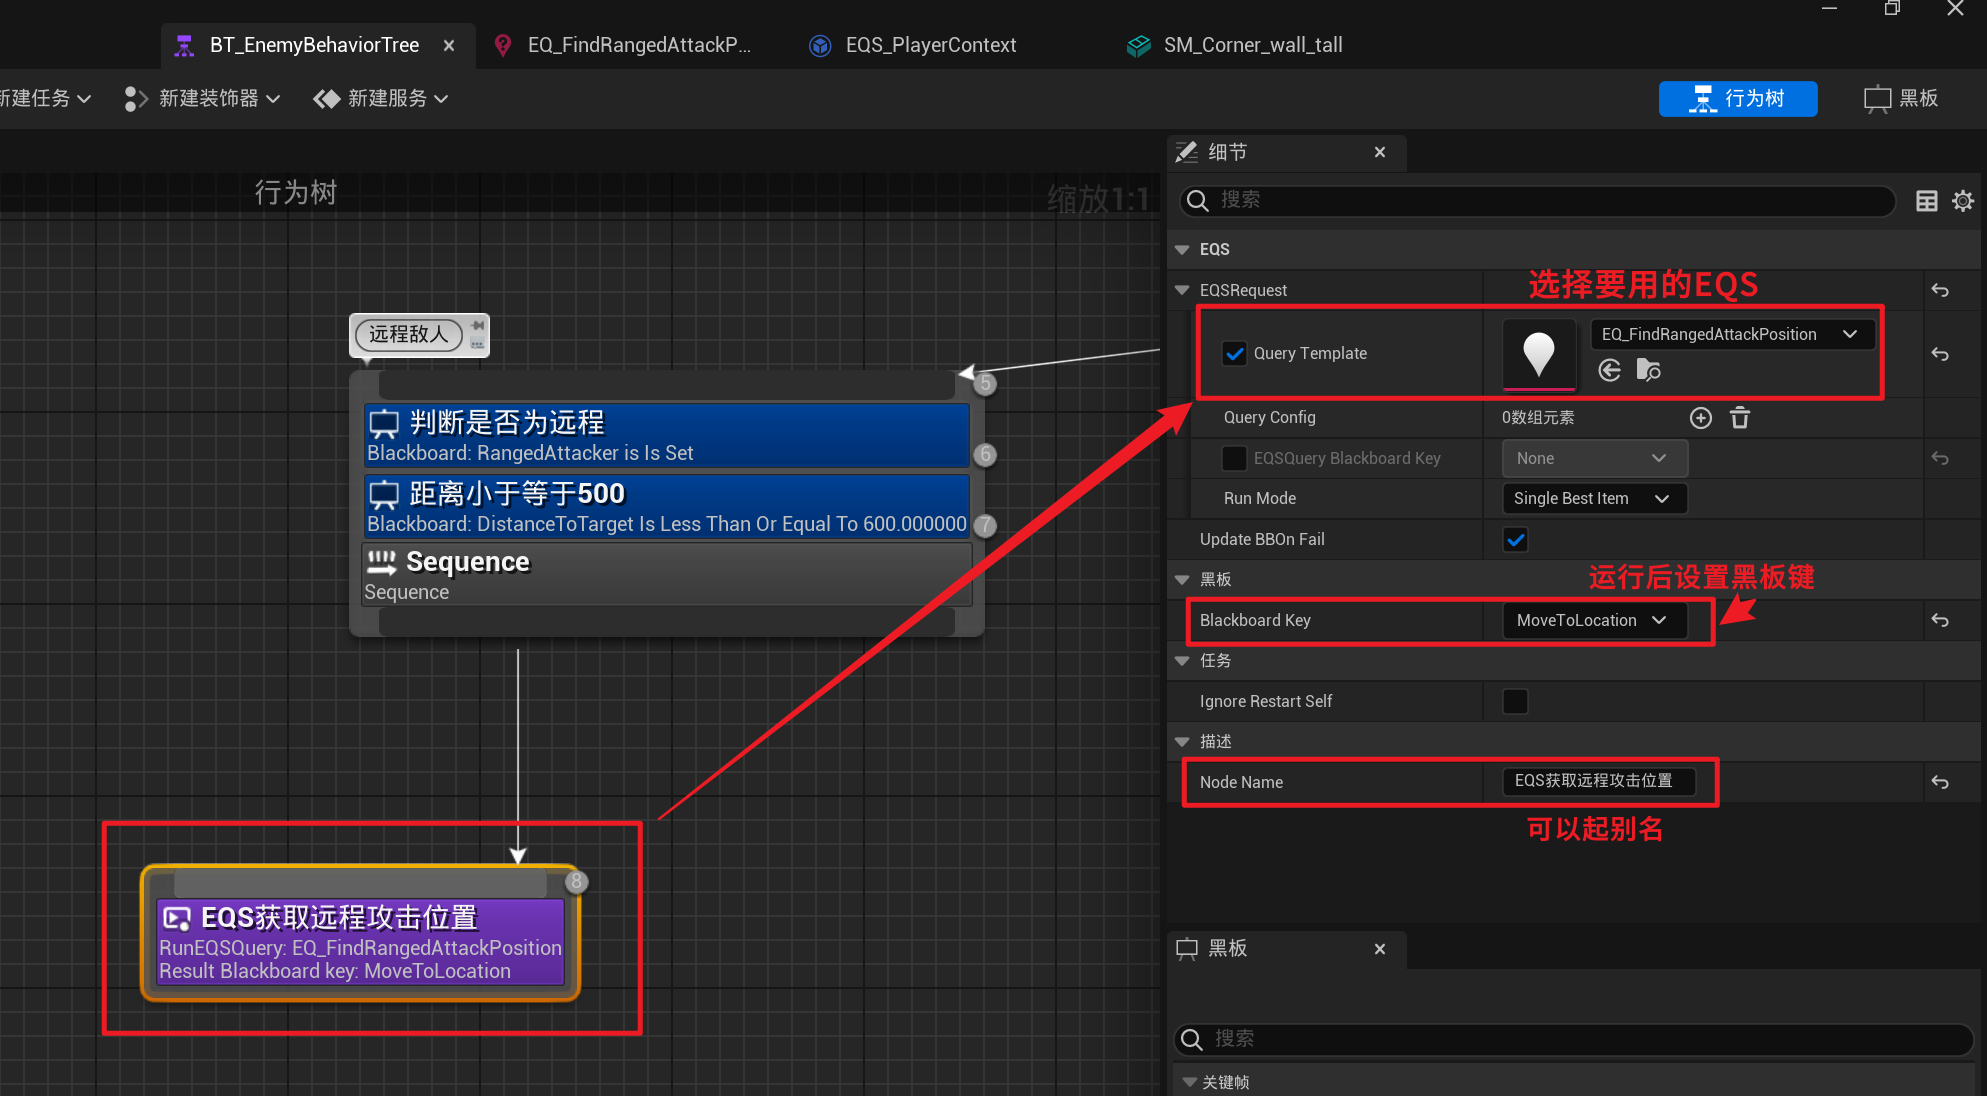 BT_EnemyBehaviorTree
EQ_FindRangedAttackP...
EQS_PlayerContext
SM_Corner_wall_tall
新建任务
新建装饰器
新建服务
行为树
黑板
行为树
缩放1:1
远程敌人
5
判断是否为远程
Blackboard: RangedAttacker is Is Set
6
距离小于等于500
Blackboard: DistanceToTarget Is Less Than Or Equal To 600.000000
7
Sequence
Sequence
8
EQS获取远程攻击位置
RunEQSQuery: EQ_FindRangedAttackPosition
Result Blackboard key: MoveToLocation
细节
搜索
EQS
EQSRequest
选择要用的EQS
Query Template
EQ_FindRangedAttackPosition
Query Config
0数组元素
EQSQuery Blackboard Key
None
Run Mode
Single Best Item
Update BBOn Fail
黑板
运行后设置黑板键
Blackboard Key
MoveToLocation
任务
Ignore Restart Self
描述
Node Name
EQS获取远程攻击位置
可以起别名
黑板
搜索
关键帧